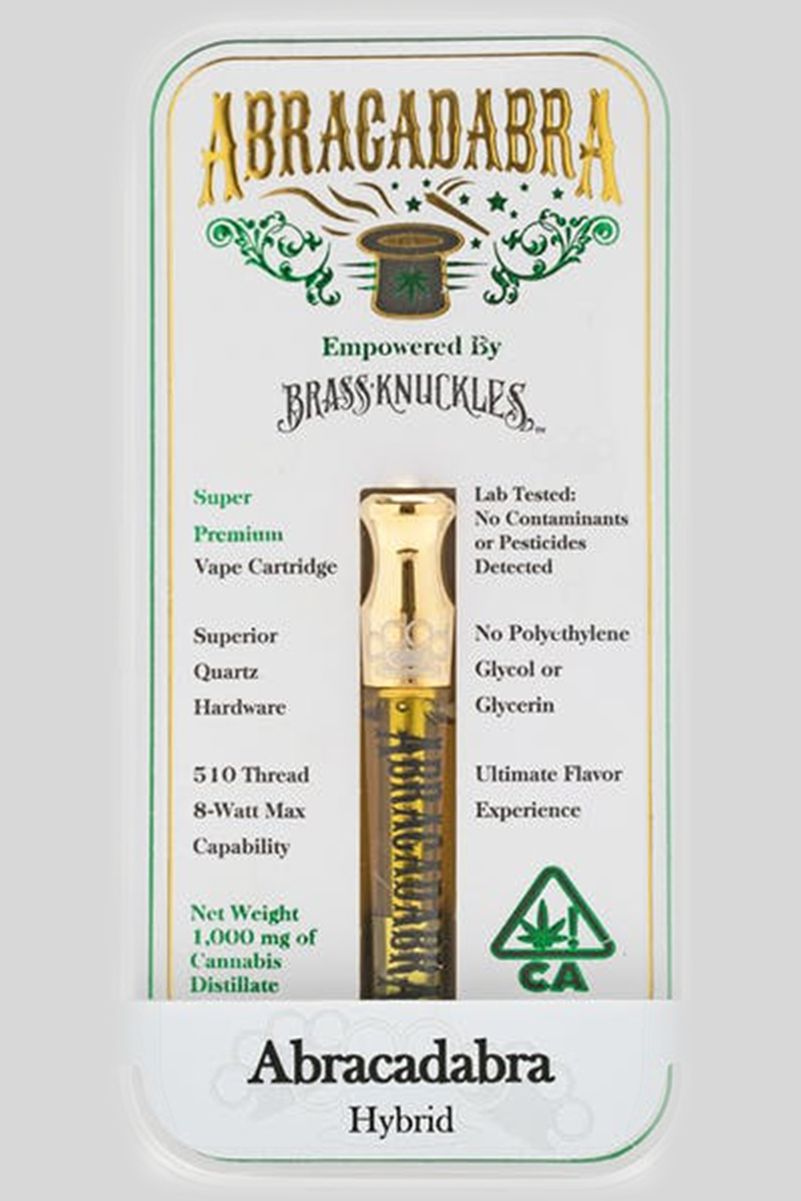 ABRACADABRA
Empowered By
BRASS·KNUCKLES™
Super
Premium
Vape Cartridge
Superior
Quartz
Hardware
510 Thread
8-Watt Max
Capability
Net Weight
1,000 mg of
Cannabis
Distillate
ABRACADABRA
Lab Tested:
No Contaminants
or Pesticides
Detected
No Polyethylene
Glycol or
Glycerin
Ultimate Flavor
Experience
!
CA
Abracadabra
Hybrid